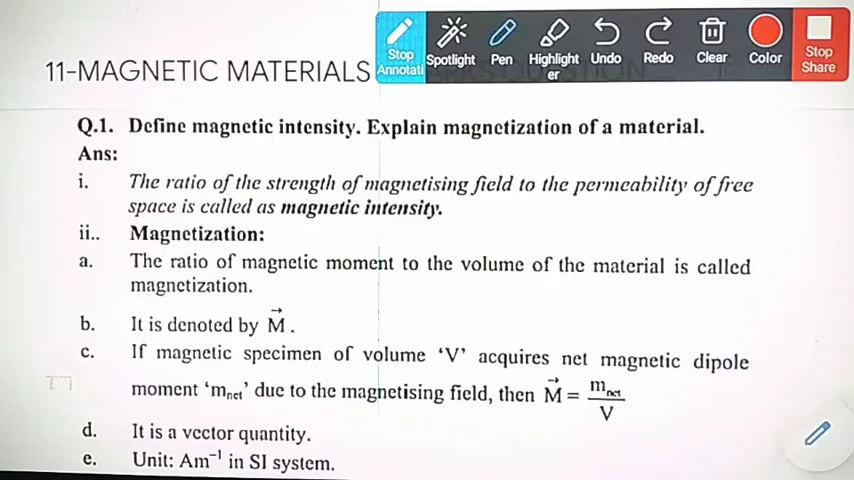 Stop
Annotati
Spotlight
Pen
Highlight
er
Undo
Redo
Clear
Color
Stop
Share
11-MAGNETIC MATERIALS
Q.1. Define magnetic intensity. Explain magnetization of a material.
Ans:
i. The ratio of the strength of magnetising field to the permeability of free
space is called as magnetic intensity.
ii.. Magnetization:
a. The ratio of magnetic moment to the volume of the material is called
magnetization.
b. It is denoted by M⃗ .
c. If magnetic specimen of volume ‘V’ acquires net magnetic dipole
moment ‘mnet’ due to the magnetising field, then M⃗ = mnet / V
d. It is a vector quantity.
e. Unit: Am⁻¹ in SI system.